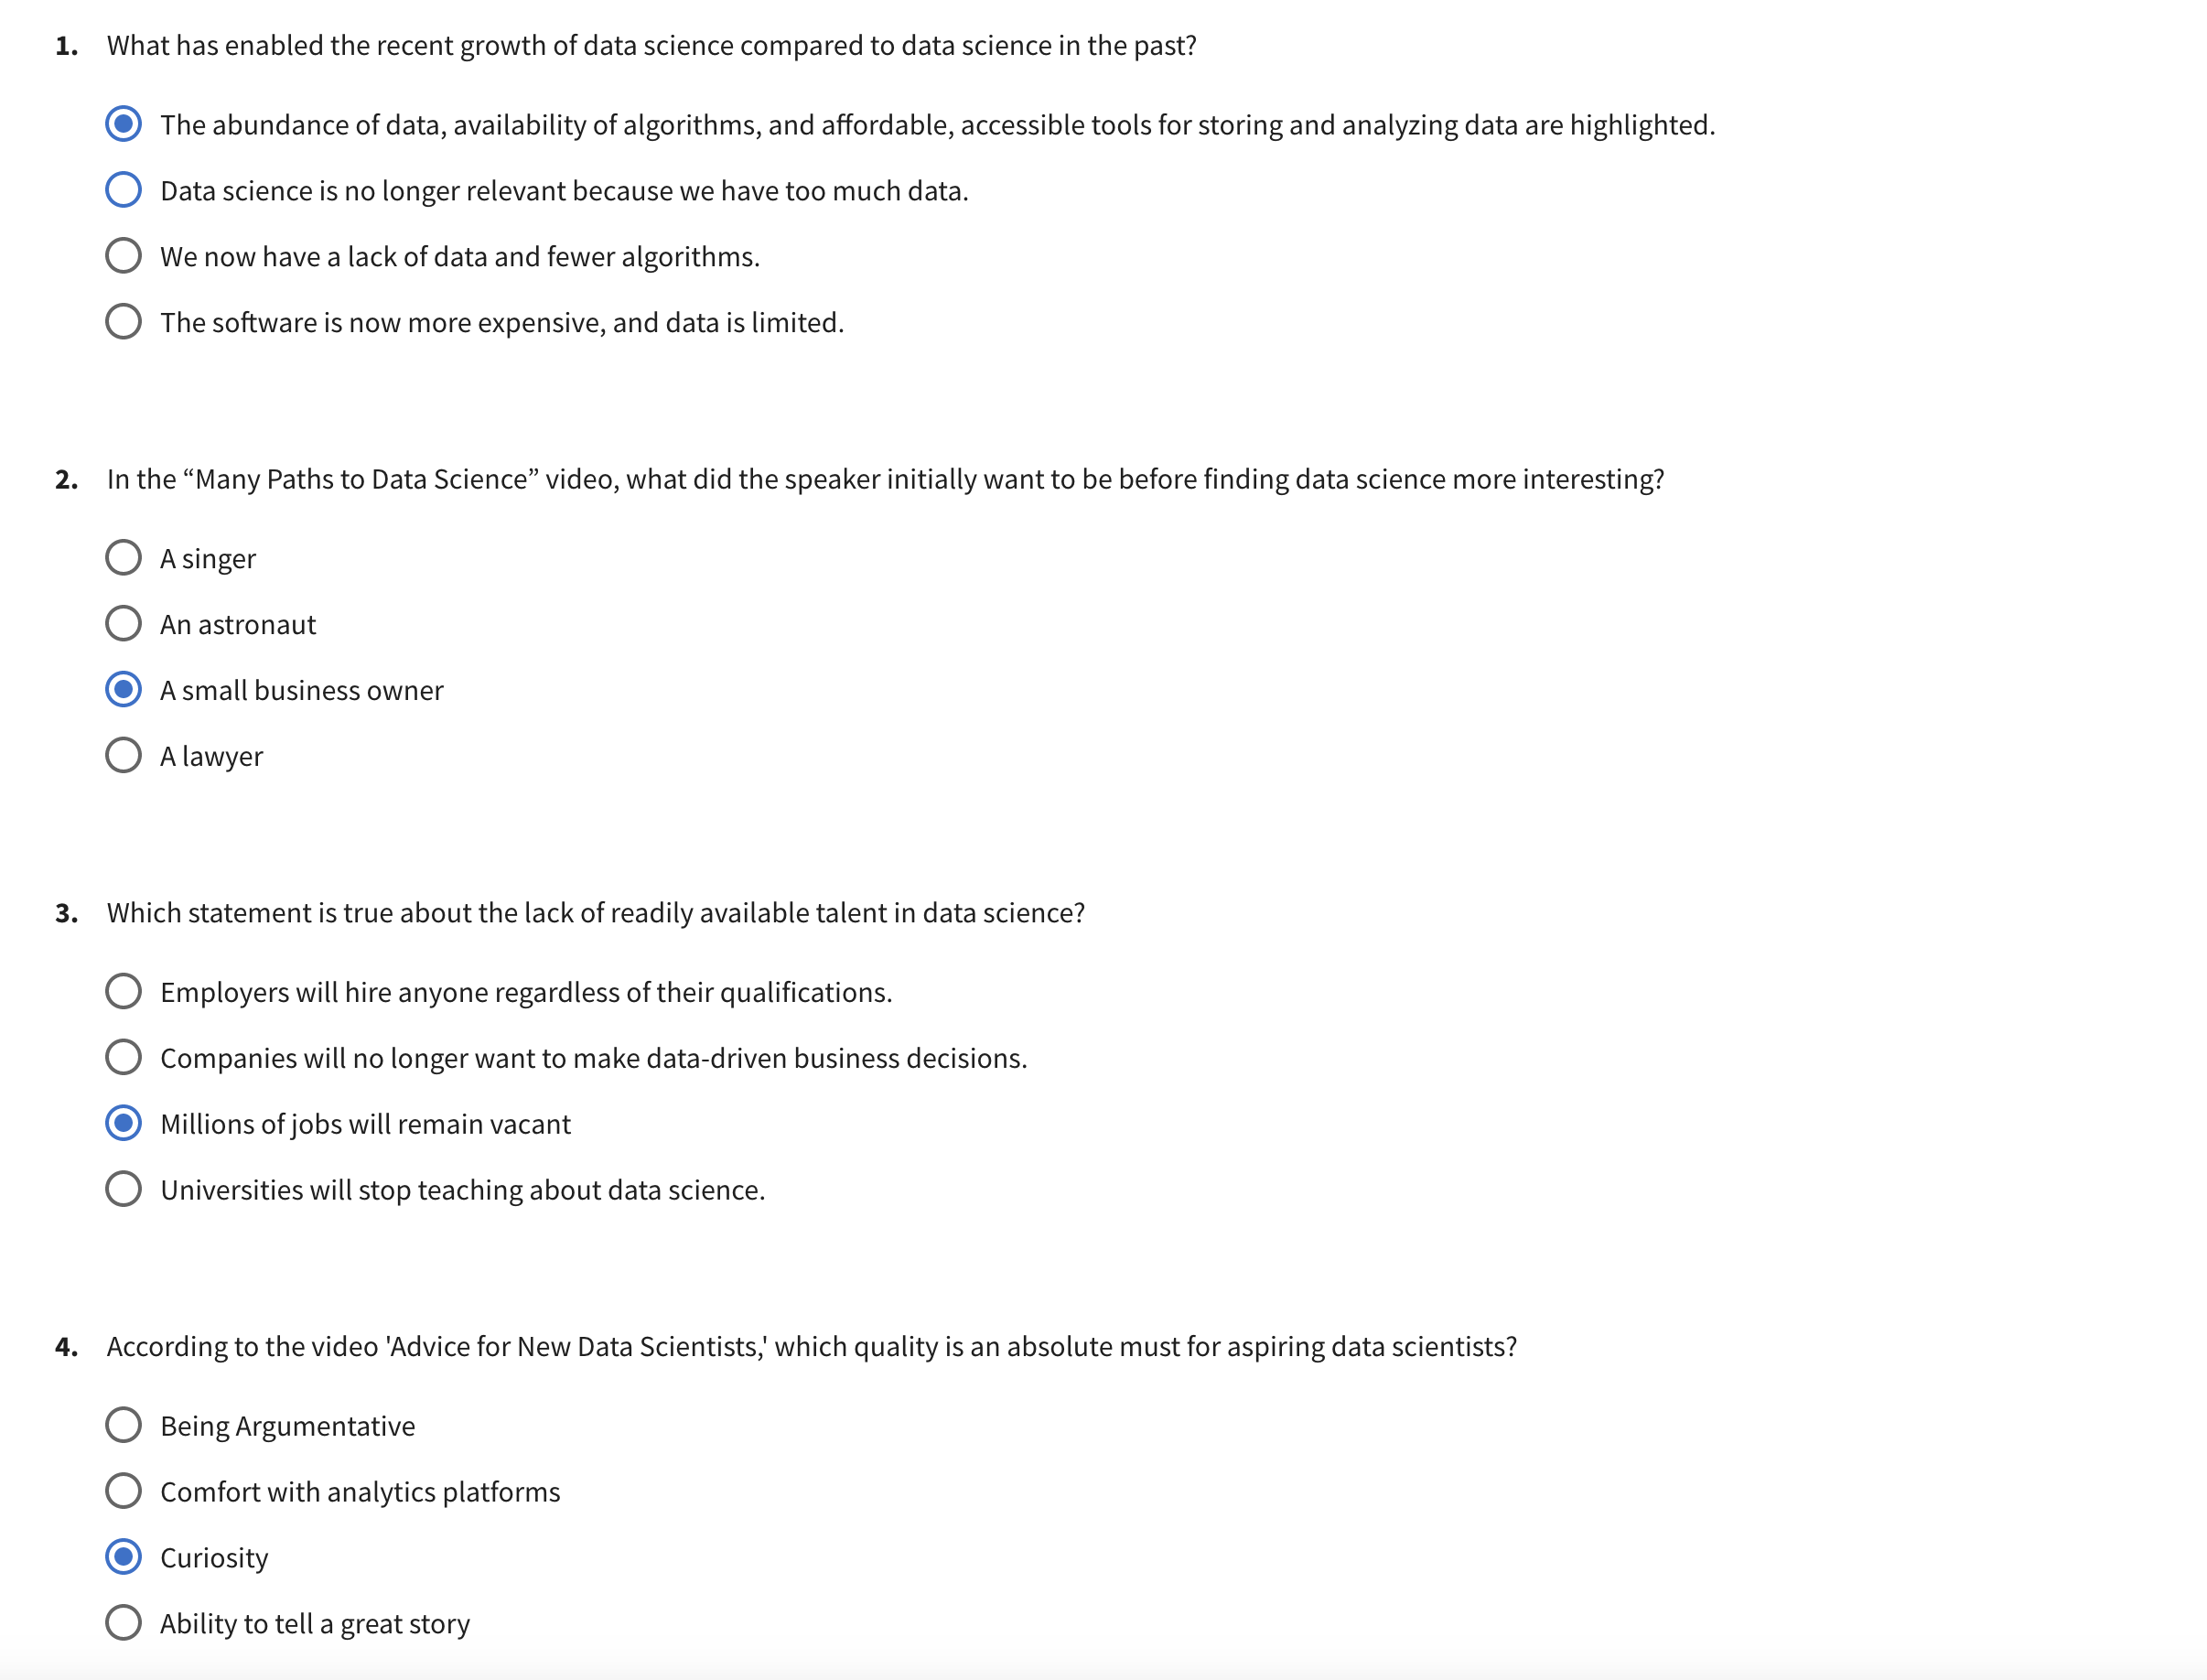 1. What has enabled the recent growth of data science compared to data science in the past?
The abundance of data, availability of algorithms, and affordable, accessible tools for storing and analyzing data are highlighted.
Data science is no longer relevant because we have too much data.
We now have a lack of data and fewer algorithms.
The software is now more expensive, and data is limited.
2. In the “Many Paths to Data Science” video, what did the speaker initially want to be before finding data science more interesting?
A singer
An astronaut
A small business owner
A lawyer
3. Which statement is true about the lack of readily available talent in data science?
Employers will hire anyone regardless of their qualifications.
Companies will no longer want to make data-driven business decisions.
Millions of jobs will remain vacant
Universities will stop teaching about data science.
4. According to the video 'Advice for New Data Scientists,' which quality is an absolute must for aspiring data scientists?
Being Argumentative
Comfort with analytics platforms
Curiosity
Ability to tell a great story